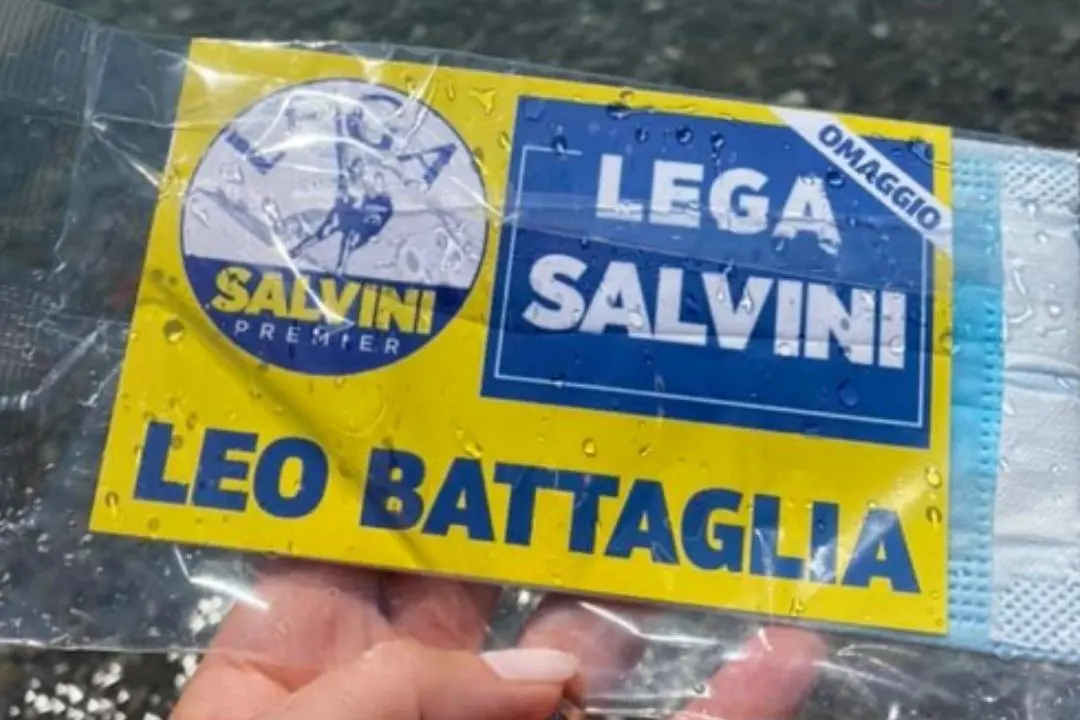 LEGA
SALVINI
PREMIER
OMAGGIO
LEGA
SALVINI
LEO BATTAGLIA